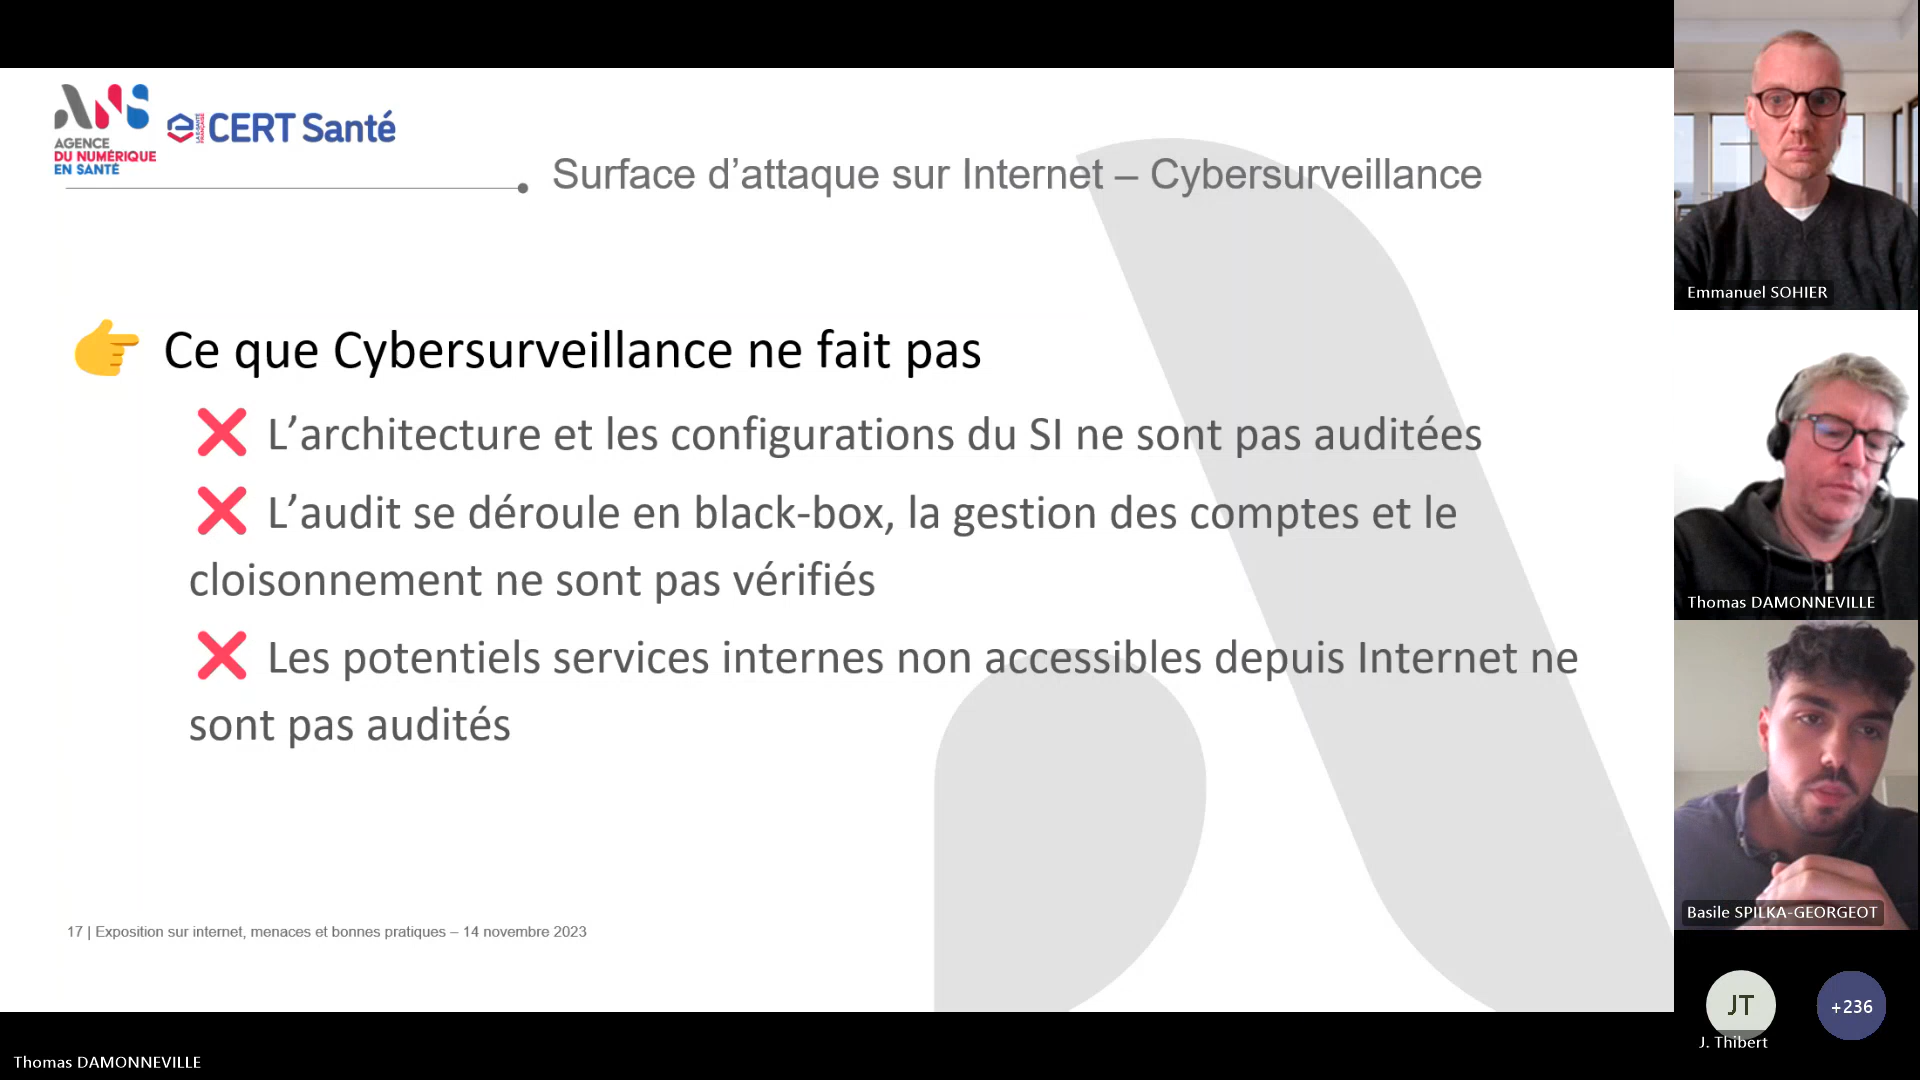 ANS
AGENCE
DU NUMÉRIQUE
EN SANTÉ
CERT Santé
Surface d’attaque sur Internet – Cybersurveillance
Ce que Cybersurveillance ne fait pas
L’architecture et les configurations du SI ne sont pas auditées
L’audit se déroule en black-box, la gestion des comptes et le
cloisonnement ne sont pas vérifiés
Les potentiels services internes non accessibles depuis Internet ne
sont pas audités
17 | Exposition sur internet, menaces et bonnes pratiques – 14 novembre 2023
Thomas DAMONNEVILLE
Emmanuel SOHIER
Thomas DAMONNEVILLE
Basile SPILKA-GEORGEOT
JT
J. Thibert
+236